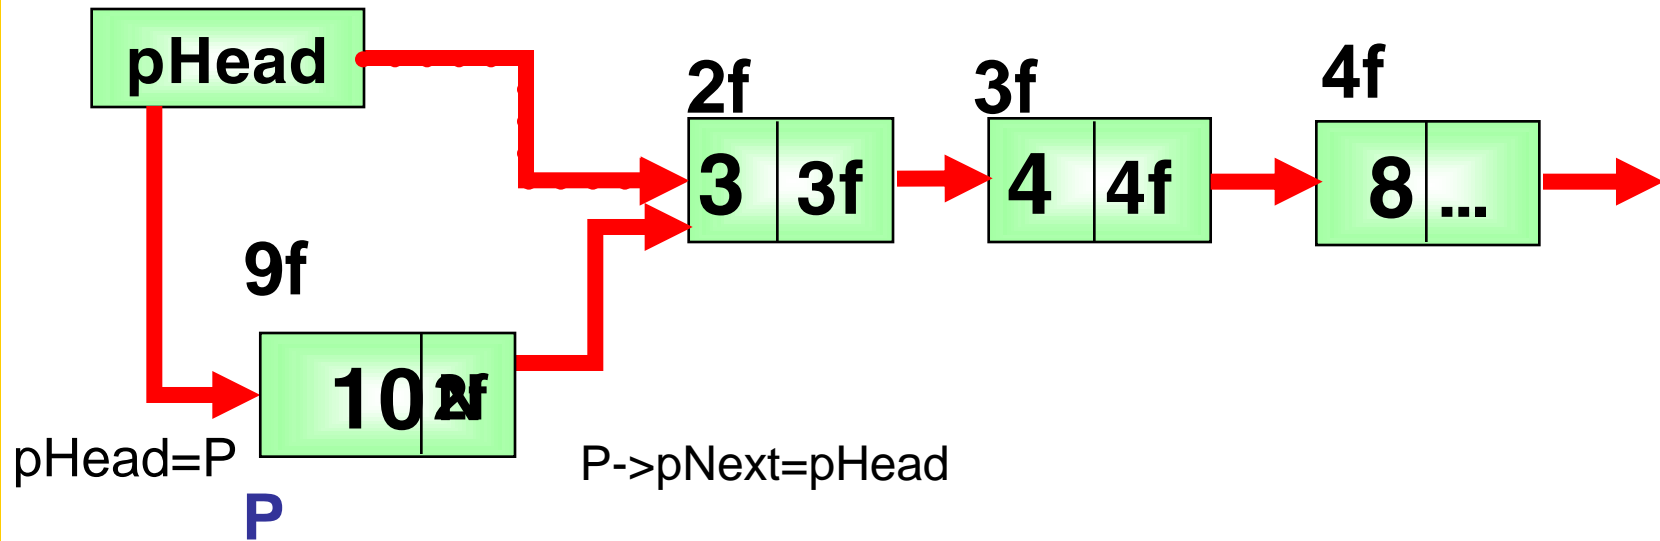 pHead
2f
3f
4f
3 3f
4 4f
8 ...
9f
10
pHead=P
P->pNext=pHead
P